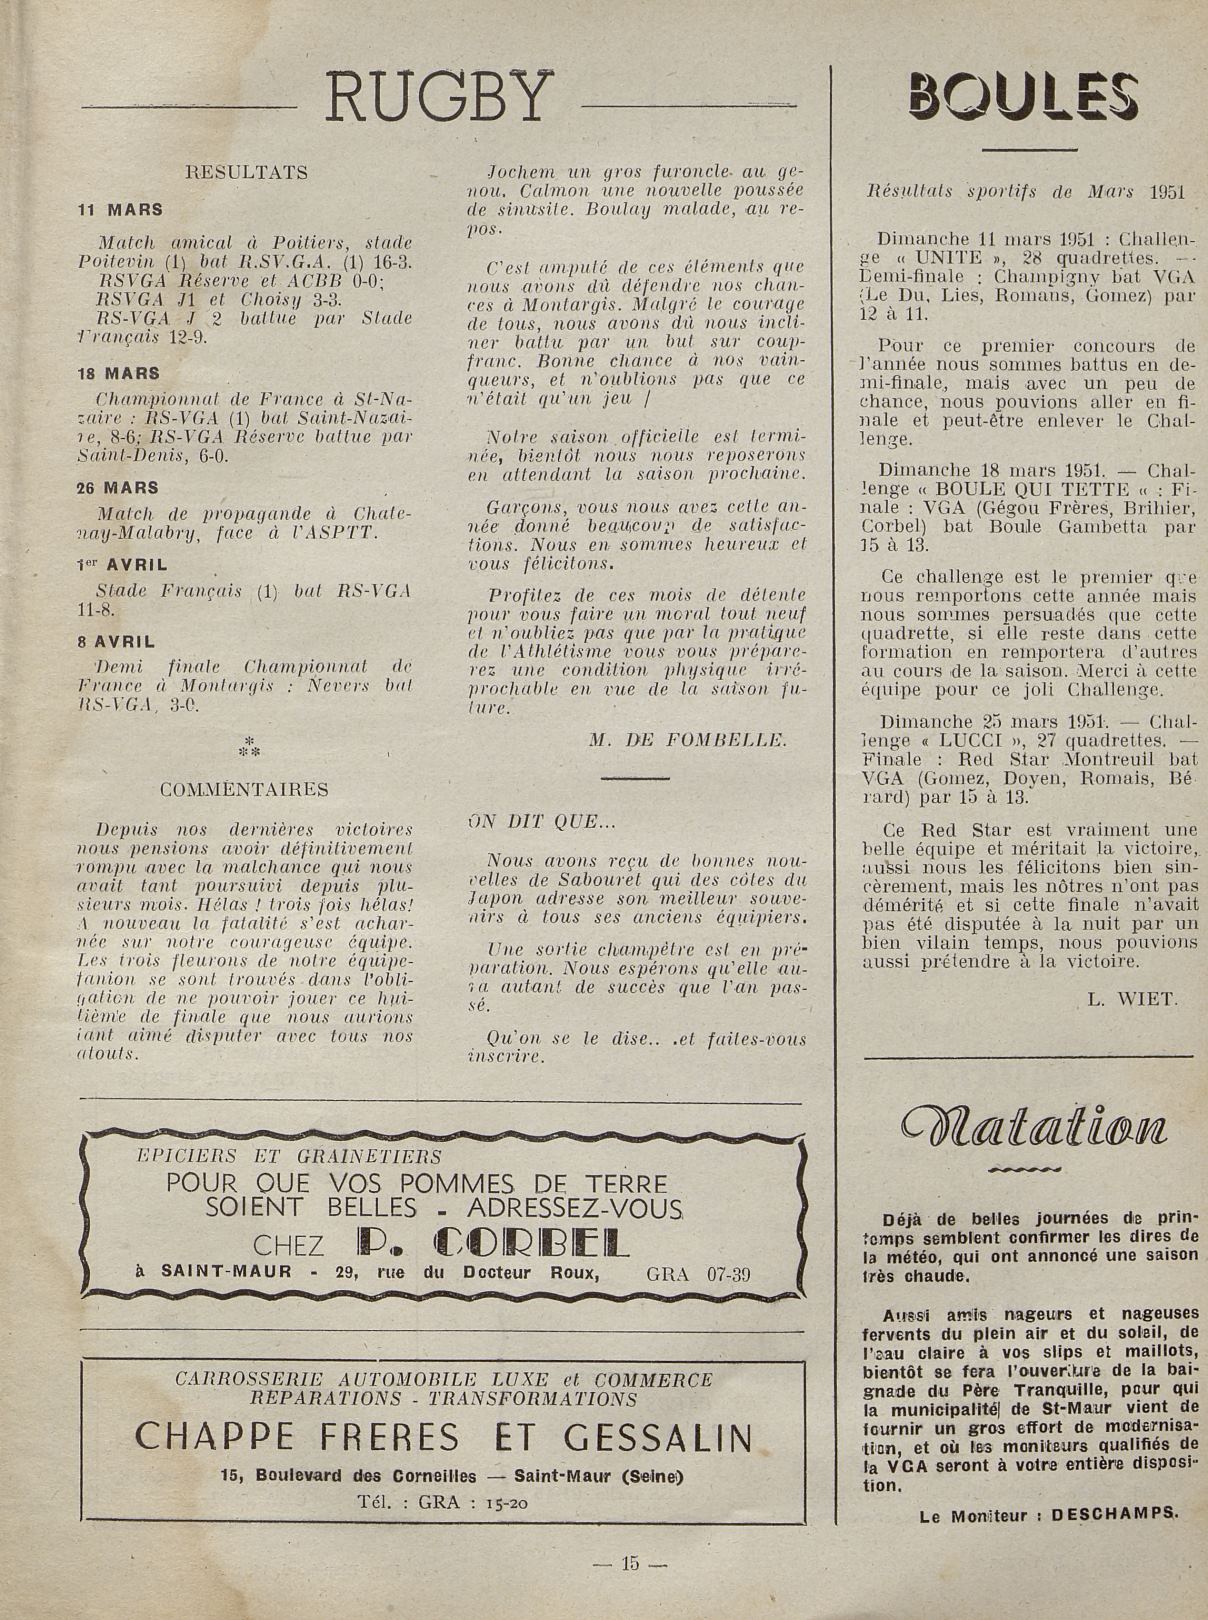 RUGBY
RESULTATS
11 MARS
Match amical à Poitiers, stade
Poitevin (1) bat R.SV.G.A. (1) 16-3.
RSVGA Réserve et ACBB 0-0;
RSVGA J1 et Choisy 3-3.
RS-VGA J 2 battue par Stade
Français 12-9.
18 MARS
Championnat de France à St-Na-
zaire : RS-VGA (1) bat Saint-Nazai-
re, 8-6; RS-VGA Réserve battue par
Saint-Denis, 6-0.
26 MARS
Match de propagande à Chate-
nay-Malabry, face à l'ASPTT.
1er AVRIL
Stade Français (1) bat RS-VGA
11-8.
8 AVRIL
Demi finale Championnat de
France à Montargis : Nevers bat
RS-VGA, 3-0.
***
COMMENTAIRES
Depuis nos dernières victoires
nous pensions avoir définitivement
rompu avec la malchance qui nous
avait tant poursuivi depuis plu-
sieurs mois. Hélas ! trois fois hélas!
A nouveau la fatalité s'est achar-
née sur notre courageuse équipe.
Les trois fleurons de notre équipe-
fanion se sont trouvés dans l'obli-
gation de ne pouvoir jouer ce hui-
tième de finale que nous aurions
tant aimé disputer avec tous nos
atouts.
Jochem un gros furoncle au ge-
nou. Calmon une nouvelle poussée
de sinusite. Boulay malade, au re-
pos.
C'est amputé de ces éléments que
nous avons dû défendre nos chan-
ces à Montargis. Malgré le courage
de tous, nous avons dû nous incli-
ner battu par un but sur coup-
franc. Bonne chance à nos vain-
queurs, et n'oublions pas que ce
n'était qu'un jeu !
Notre saison officielle est termi-
née, bientôt nous nous reposerons
en attendant la saison prochaine.
Garçons, vous nous avez cette an-
née donné beaucoup de satisfac-
tions. Nous en sommes heureux et
vous félicitons.
Profitez de ces mois de détente
pour vous faire un moral tout neuf
et n'oubliez pas que par la pratique
de l'Athlétisme vous vous prépare-
rez une condition physique irré-
prochable en vue de la saison fu-
ture.
M. DE FOMBELLE.
ON DIT QUE...
Nous avons reçu de bonnes nou-
velles de Sabouret qui des côtes du
Japon adresse son meilleur souve-
nirs à tous ses anciens équipiers.
Une sortie champêtre est en pré-
paration. Nous espérons qu'elle au-
ra autant de succès que l'an pas-
sé.
Qu'on se le dise.. .et faites-vous
inscrire.
EPICIERS ET GRAINETIERS
POUR QUE VOS POMMES DE TERRE
SOIENT BELLES - ADRESSEZ-VOUS
CHEZ P. CORBEL
à SAINT-MAUR - 29, rue du Docteur Roux, GRA 07-39
CARROSSERIE AUTOMOBILE LUXE et COMMERCE
REPARATIONS - TRANSFORMATIONS
CHAPPE FRERES ET GESSALIN
15, Boulevard des Corneilles — Saint-Maur (Seine)
Tél. : GRA : 15-20
BOULES
Résultats sportifs de Mars 1951
Dimanche 11 mars 1951 : Challen-
ge « UNITE », 28 quadrettes. —
Demi-finale : Champigny bat VGA
(Le Du, Lies, Romans, Gomez) par
12 à 11.
Pour ce premier concours de
l'année nous sommes battus en de-
mi-finale, mais avec un peu de
chance, nous pouvions aller en fi-
nale et peut-être enlever le Chal-
lenge.
Dimanche 18 mars 1951. — Chal-
lenge « BOULE QUI TETTE « : Fi-
nale : VGA (Gégou Frères, Brihier,
Corbel) bat Boule Gambetta par
15 à 13.
Ce challenge est le premier que
nous remportons cette année mais
nous sommes persuadés que cette
quadrette, si elle reste dans cette
formation en remportera d'autres
au cours de la saison. Merci à cette
équipe pour ce joli Challenge.
Dimanche 25 mars 1951. — Chal-
lenge « LUCCI », 27 quadrettes. —
Finale : Red Star Montreuil bat
VGA (Gomez, Doyen, Romais, Bé-
rard) par 15 à 13.
Ce Red Star est vraiment une
belle équipe et méritait la victoire,
aussi nous les félicitons bien sin-
cèrement, mais les nôtres n'ont pas
démérité et si cette finale n'avait
pas été disputée à la nuit par un
bien vilain temps, nous pouvions
aussi prétendre à la victoire.
L. WIET.
Natation
Déjà de belles journées de prin-
temps semblent confirmer les dires de
la météo, qui ont annoncé une saison
très chaude.
Aussi amis nageurs et nageuses
fervents du plein air et du soleil, de
l'eau claire à vos slips et maillots,
bientôt se fera l'ouverture de la bai-
gnade du Père Tranquille, pour qui
la municipalité de St-Maur vient de
fournir un gros effort de modernisa-
tion, et où les moniteurs qualifiés de
la VGA seront à votre entière disposi-
tion.
Le Moniteur : DESCHAMPS.
— 15 —